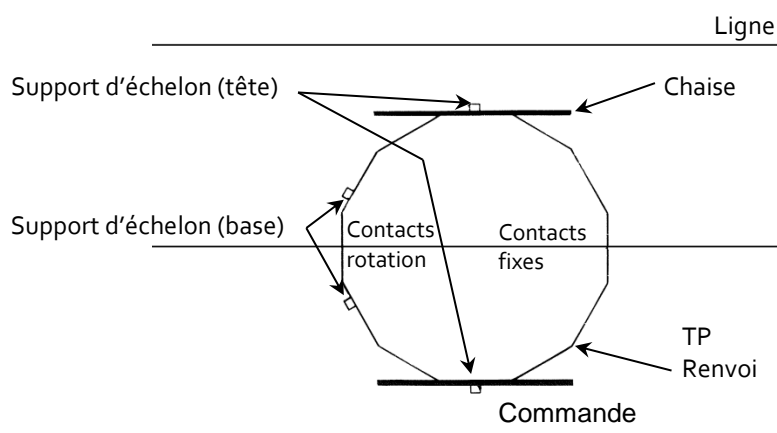 Ligne
Support d'échelon (tête)
Chaise
Support d'échelon (base)
Contacts
rotation
Contacts
fixes
TP
Renvoi
Commande